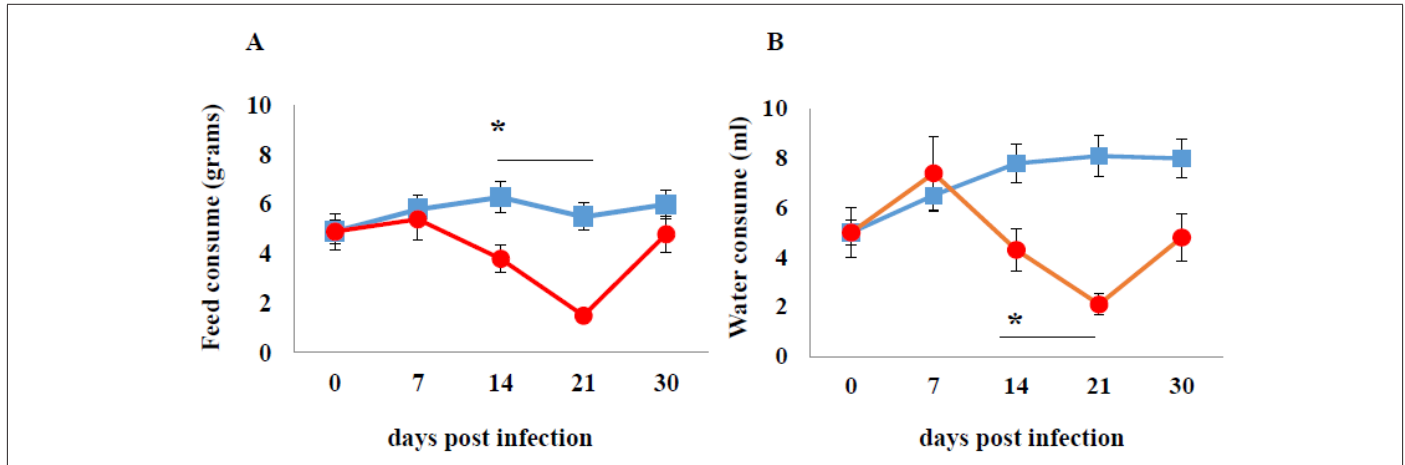 A
Feed consume (grams)
10
8
6
4
2
0
*
0 7 14 21 30
days post infection
B
Water consume (ml)
10
8
6
4
2
0
*
0 7 14 21 30
days post infection